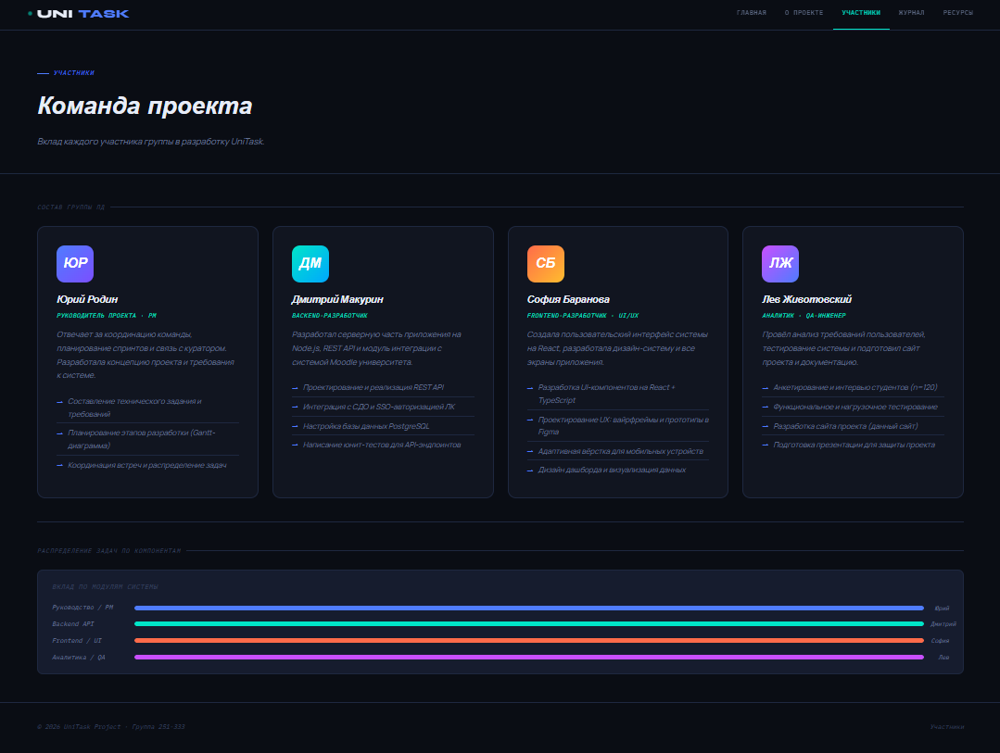 UNI TASK
ГЛАВНАЯ О ПРОЕКТЕ УЧАСТНИКИ ЖУРНАЛ РЕСУРСЫ
УЧАСТНИКИ
Команда проекта
Вклад каждого участника группы в разработку UniTask.
СОСТАВ ГРУППЫ ПД
ЮР
Юрий Родин
РУКОВОДИТЕЛЬ ПРОЕКТА · PM
Отвечает за координацию команды,
планирование спринтов и связь с куратором.
Разработала концепцию проекта и требования
к системе.
→ Составление технического задания и
требований
→ Планирование этапов разработки (Gantt-
диаграмма)
→ Координация встреч и распределение задач
ДМ
Дмитрий Макурин
BACKEND-РАЗРАБОТЧИК
Разработал серверную часть приложения на
Node.js, REST API и модуль интеграции с
системой Moodle университета.
→ Проектирование и реализация REST API
→ Интеграция с СДО и SSO-авторизацией ЛК
→ Настройка базы данных PostgreSQL
→ Написание юнит-тестов для API-эндпоинтов
СБ
София Баранова
FRONTEND-РАЗРАБОТЧИК · UI/UX
Создала пользовательский интерфейс системы
на React, разработала дизайн-систему и все
экраны приложения.
→ Разработка UI-компонентов на React +
TypeScript
→ Проектирование UX: вайрфреймы и прототипы в
Figma
→ Адаптивная вёрстка для мобильных устройств
→ Дизайн дашборда и визуализация данных
ЛЖ
Лев Животовский
АНАЛИТИК · QA-ИНЖЕНЕР
Провёл анализ требований пользователей,
тестирование системы и подготовил сайт
проекта и документацию.
→ Анкетирование и интервью студентов (n=120)
→ Функциональное и нагрузочное тестирование
→ Разработка сайта проекта (данный сайт)
→ Подготовка презентации для защиты проекта
РАСПРЕДЕЛЕНИЕ ЗАДАЧ ПО КОМПОНЕНТАМ
ВКЛАД ПО МОДУЛЯМ СИСТЕМЫ
Руководство / PM Юрий
Backend API Дмитрий
Frontend / UI София
Аналитика / QA Лев
© 2026 UniTask Project · Группа 251-333
Участники